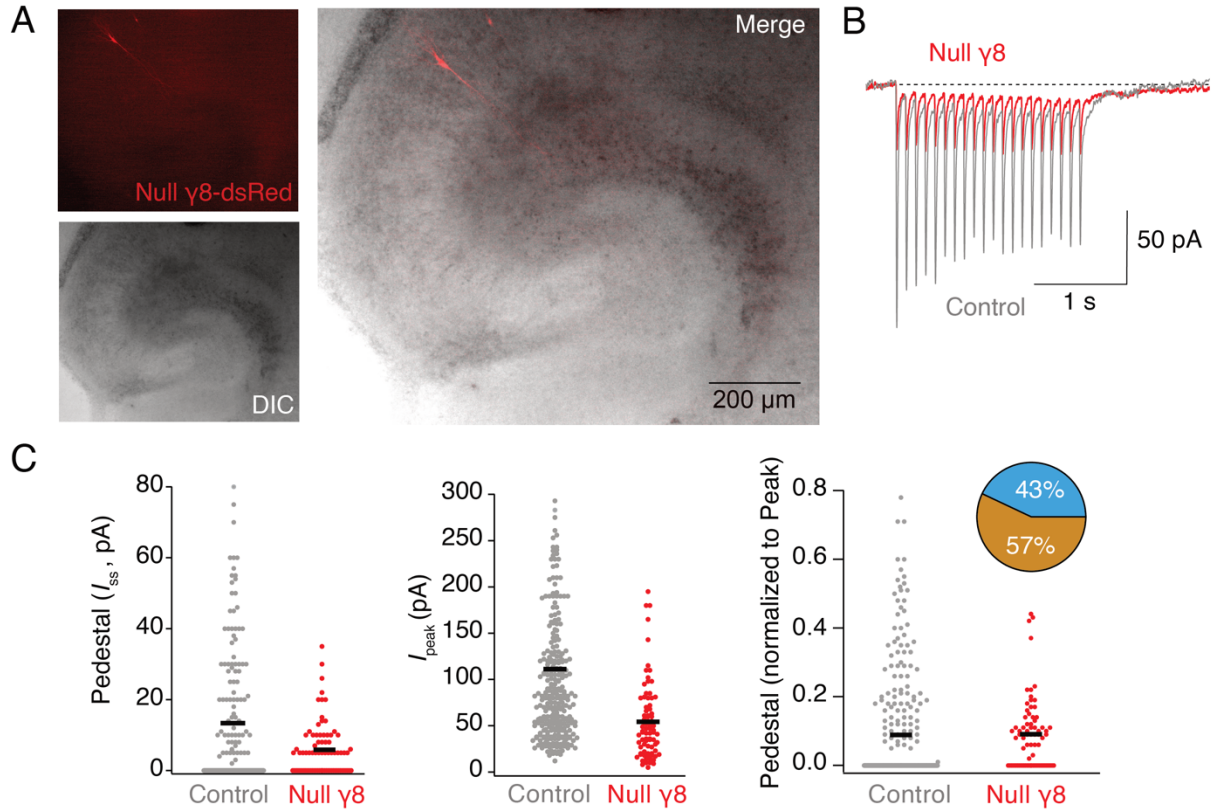 A
Null γ8-dsRed
DIC
Merge
200 μm
B
Null γ8
50 pA
1 s
Control
C
Pedestal (Iss, pA)
80
60
40
20
0
Control
Null γ8
Ipeak (pA)
300
250
200
150
100
50
0
Control
Null γ8
Pedestal (normalized to Peak)
0.8
0.6
0.4
0.2
0.0
43%
57%
Control
Null γ8